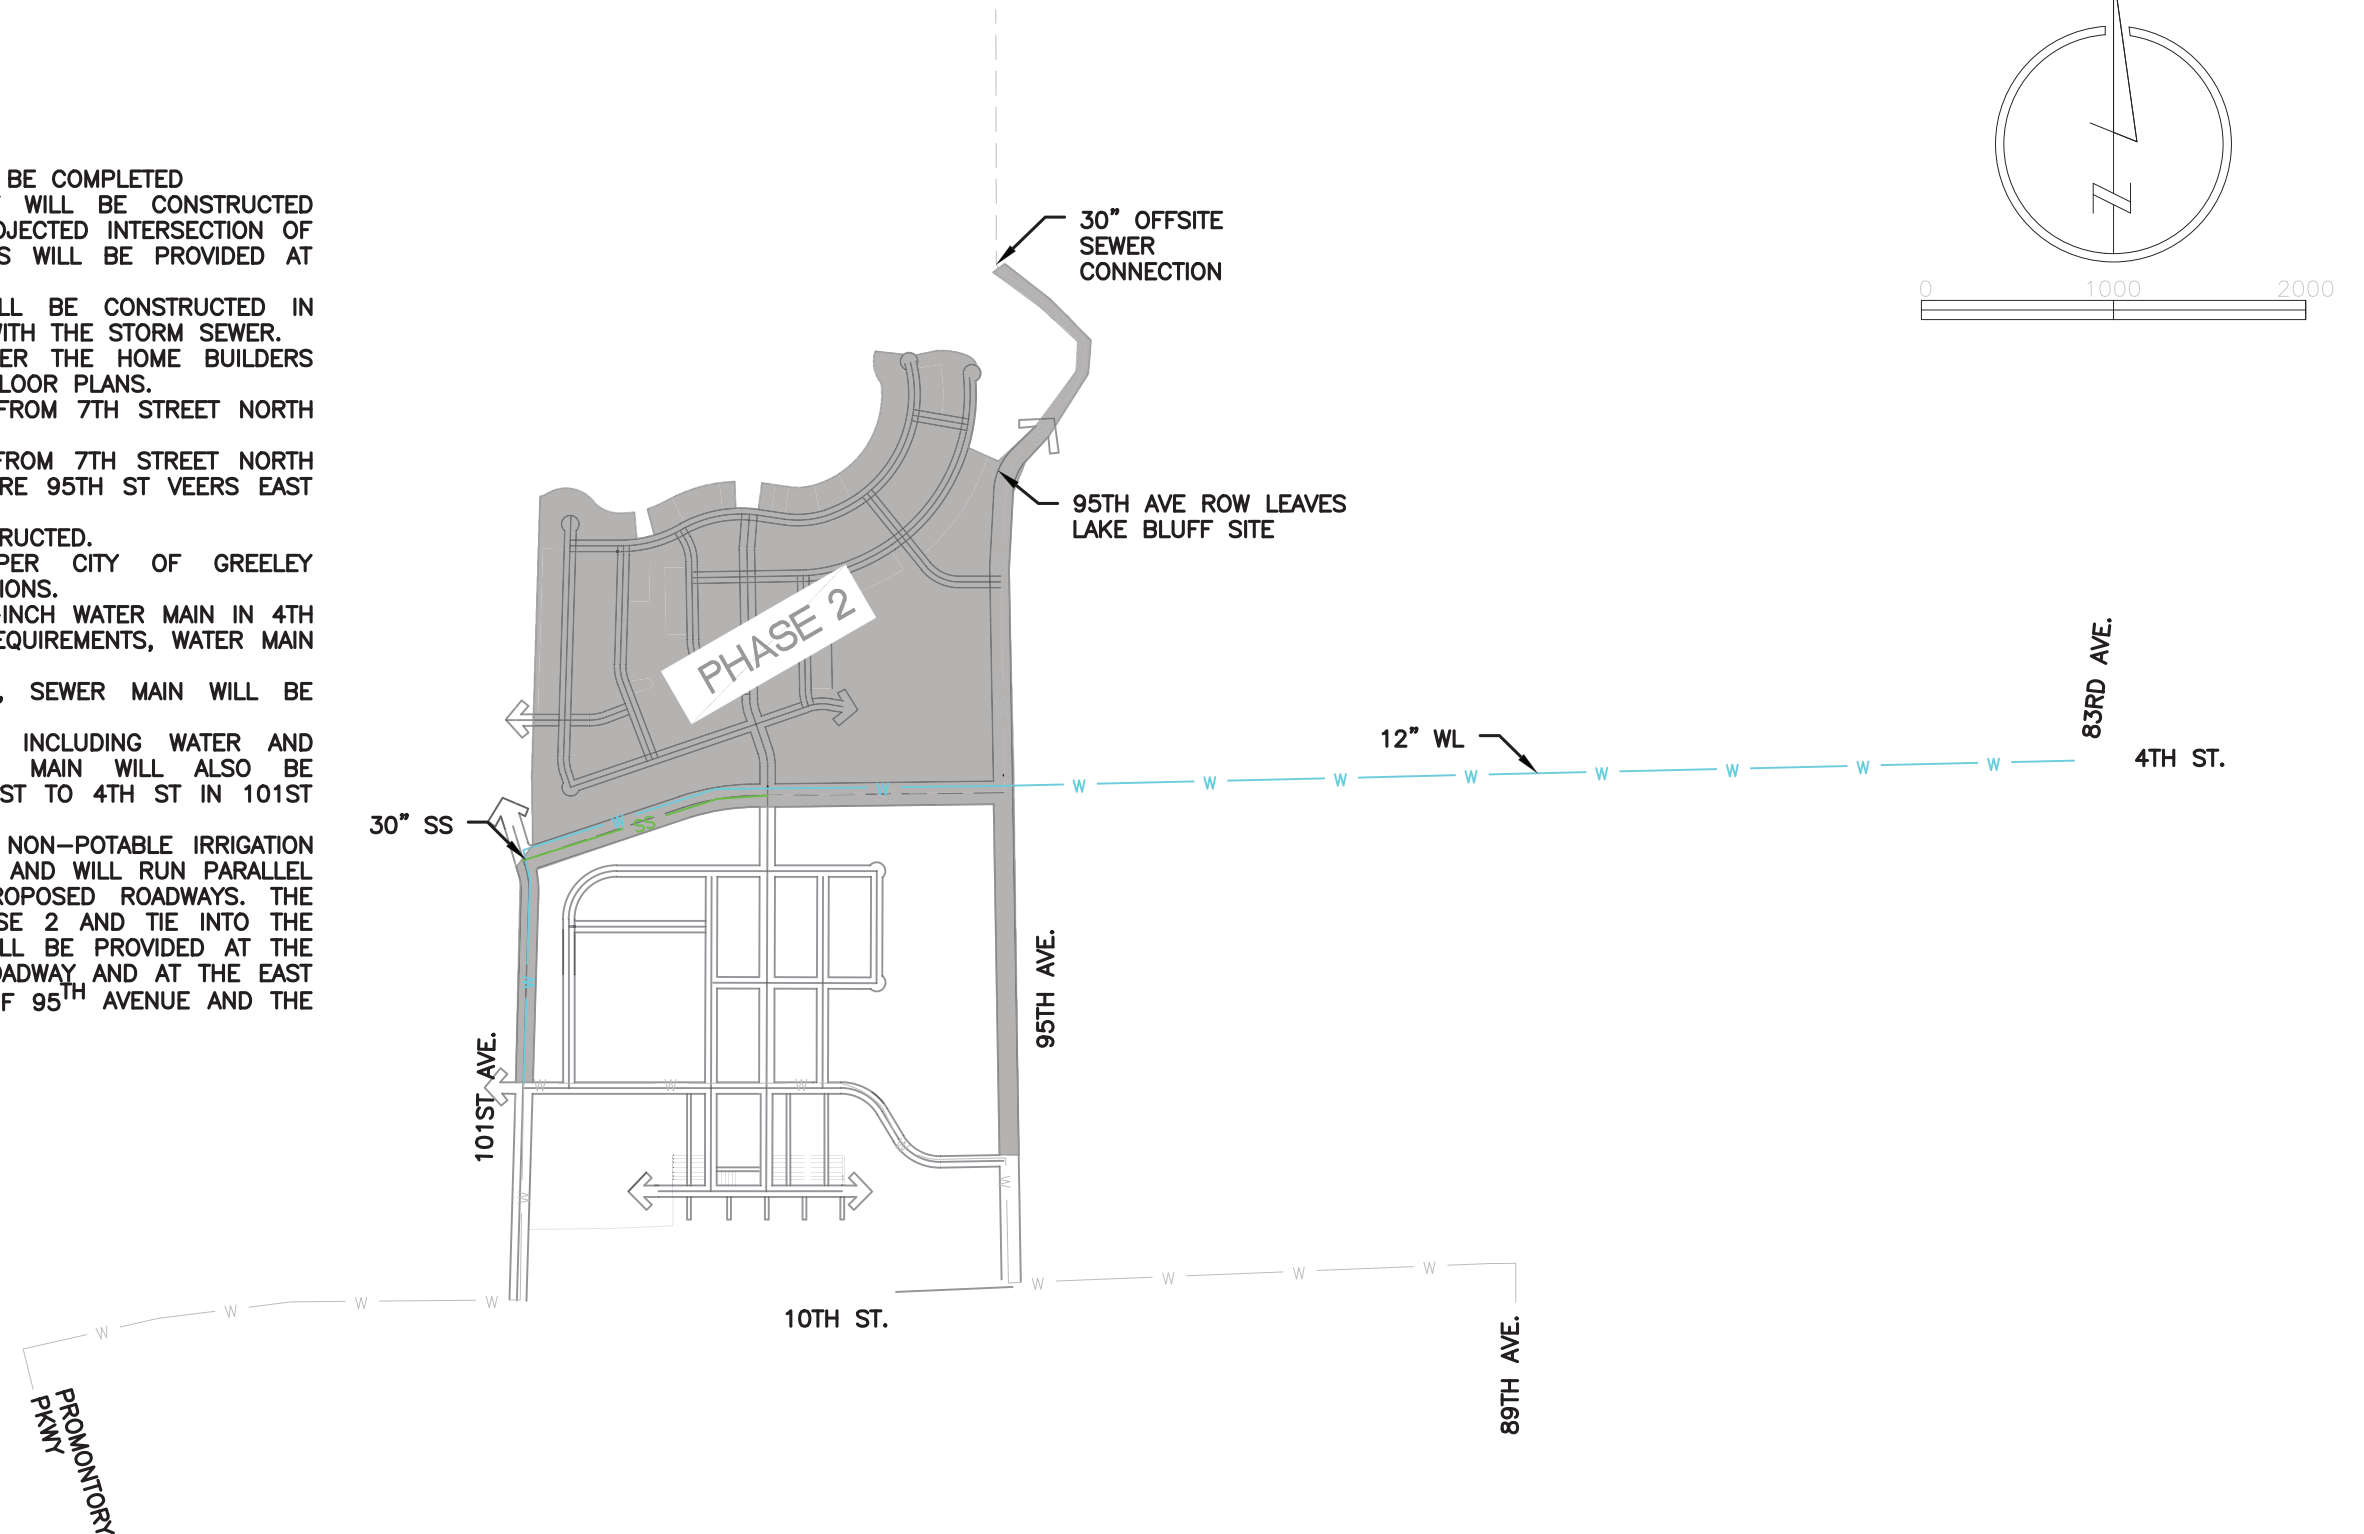 BE COMPLETED
WILL BE CONSTRUCTED
OJECTED INTERSECTION OF
S WILL BE PROVIDED AT
LL BE CONSTRUCTED IN
WITH THE STORM SEWER.
ER THE HOME BUILDERS
LOOR PLANS.
FROM 7TH STREET NORTH
FROM 7TH STREET NORTH
RE 95TH ST VEERS EAST
RUCTED.
PER CITY OF GREELEY
IONS.
-INCH WATER MAIN IN 4TH
EQUIREMENTS, WATER MAIN
, SEWER MAIN WILL BE
INCLUDING WATER AND
MAIN WILL ALSO BE
ST TO 4TH ST IN 101ST
NON-POTABLE IRRIGATION
AND WILL RUN PARALLEL
ROPOSED ROADWAYS. THE
SE 2 AND TIE INTO THE
LL BE PROVIDED AT THE
OADWAY AND AT THE EAST
F 95TH AVENUE AND THE
30" OFFSITE
SEWER
CONNECTION
95TH AVE ROW LEAVES
LAKE BLUFF SITE
PHASE 2
30" SS
SS
12" WL
W W W W W W W W W W W
83RD AVE.
4TH ST.
95TH AVE.
101ST AVE.
W W W W W W
10TH ST.
W W W W W W W W
89TH AVE.
PROMONTORY
PKWY
N
0 1000 2000